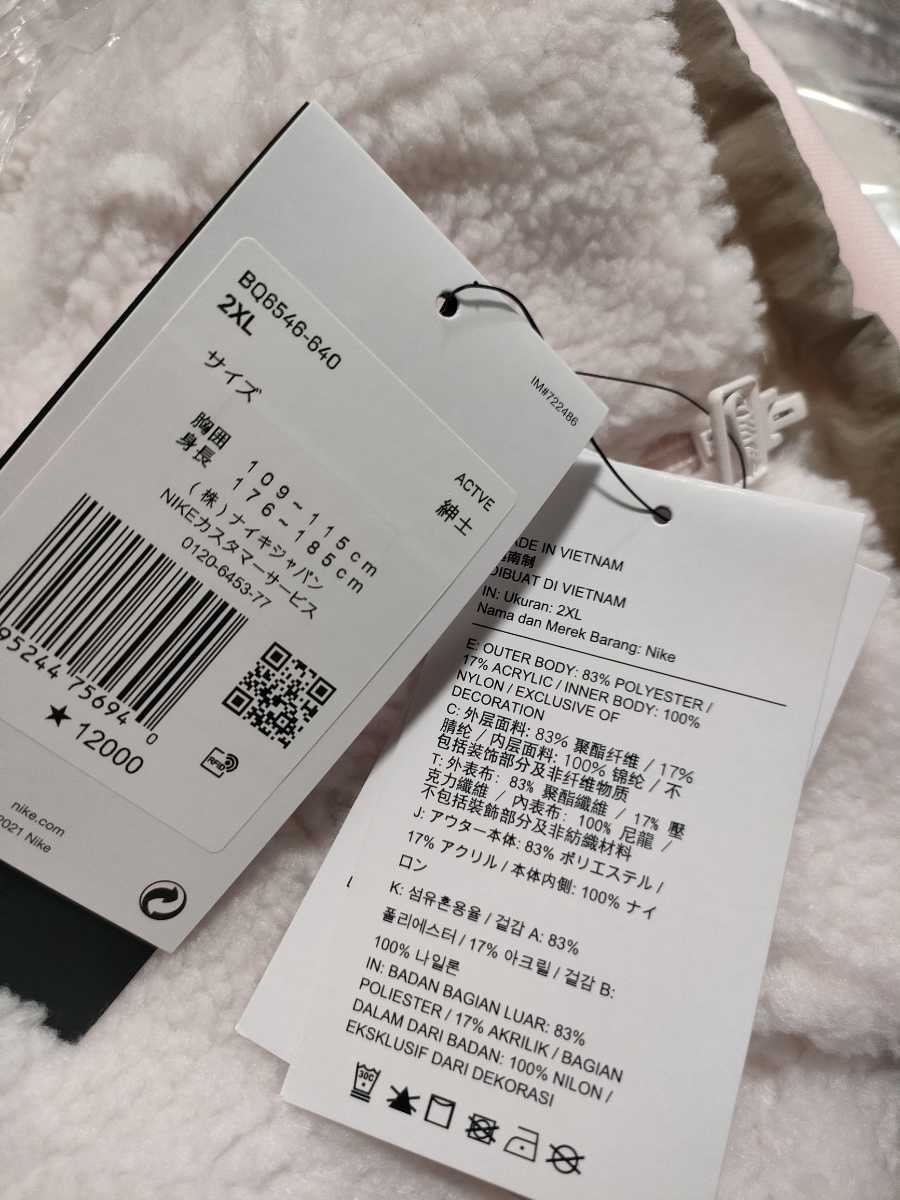 BQ6546-640
2XL
サイズ
ACTVE
紳士
胸囲 109~115cm
身長 176~185cm
(株)ナイキジャパン
NIKEカスタマーサービス
0120-6453-77
95244 75694 0
★ 12000
RFID
nike.com
2021 Nike
IM#722486
MADE IN VIETNAM
越南制
DIBUAT DI VIETNAM
IN: Ukuran: 2XL
Nama dan Merek Barang: Nike
E: OUTER BODY: 83% POLYESTER /
17% ACRYLIC / INNER BODY: 100%
NYLON / EXCLUSIVE OF
DECORATION
C: 外层面料: 83% 聚酯纤维 / 17%
腈纶 / 内层面料: 100% 锦纶 / 不
包括装饰部分及非纤维物质
T: 外表布: 83% 聚酯纖維 / 17% 壓
克力纖維 / 內表布: 100% 尼龍 /
不包括裝飾部分及非紡織材料
J: アウター本体: 83% ポリエステル /
17% アクリル / 本体内側: 100% ナイ
ロン
K: 섬유혼용율 / 겉감 A: 83%
폴리에스터 / 17% 아크릴 / 겉감 B:
100% 나일론
IN: BADAN BAGIAN LUAR: 83%
POLIESTER / 17% AKRILIK / BAGIAN
DALAM DARI BADAN: 100% NILON /
EKSKLUSIF DARI DEKORASI
30C